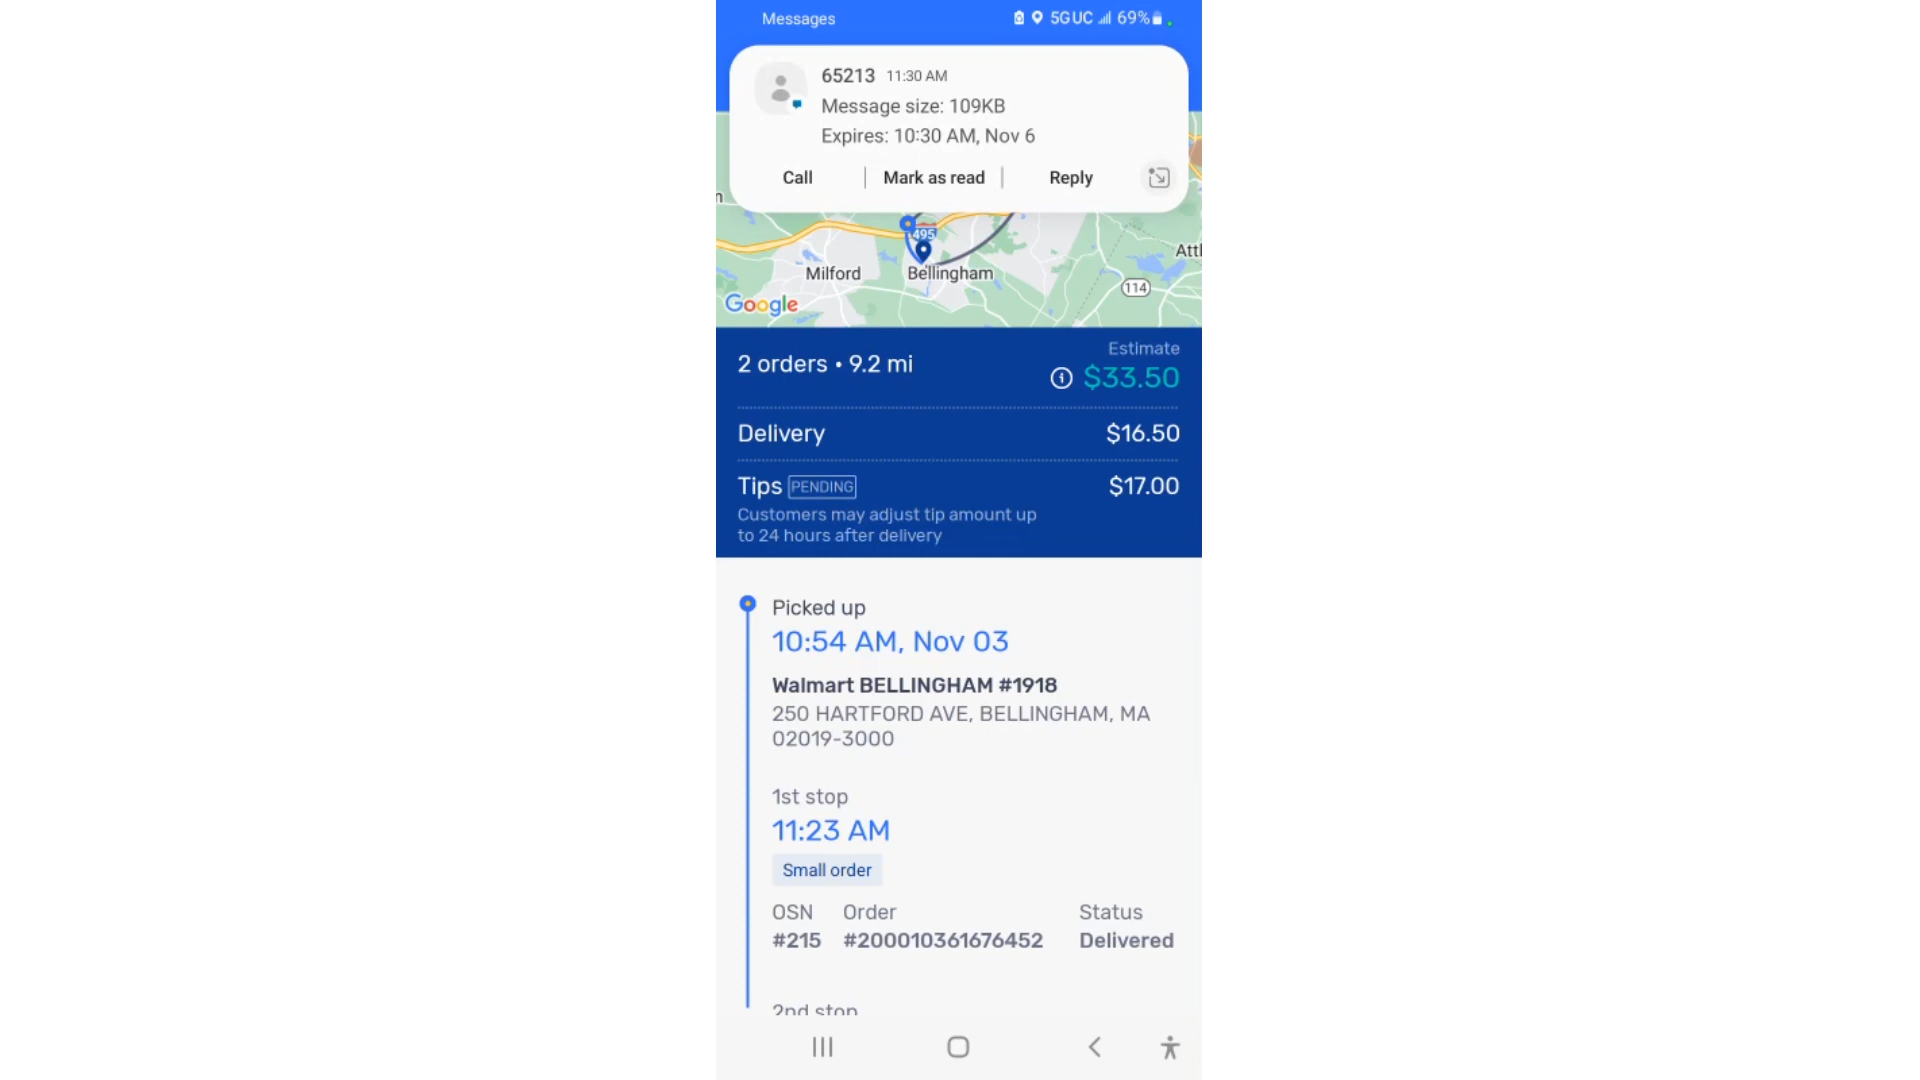 Messages
5GUC 69%
65213 11:30 AM
Message size: 109KB
Expires: 10:30 AM, Nov 6
Call
Mark as read
Reply
495
Milford
Bellingham
Attl
114
Google
2 orders • 9.2 mi
Estimate
$33.50
Delivery
$16.50
Tips PENDING
$17.00
Customers may adjust tip amount up
to 24 hours after delivery
Picked up
10:54 AM, Nov 03
Walmart BELLINGHAM #1918
250 HARTFORD AVE, BELLINGHAM, MA
02019-3000
1st stop
11:23 AM
Small order
OSN Order Status
#215 #200010361676452 Delivered
2nd stop